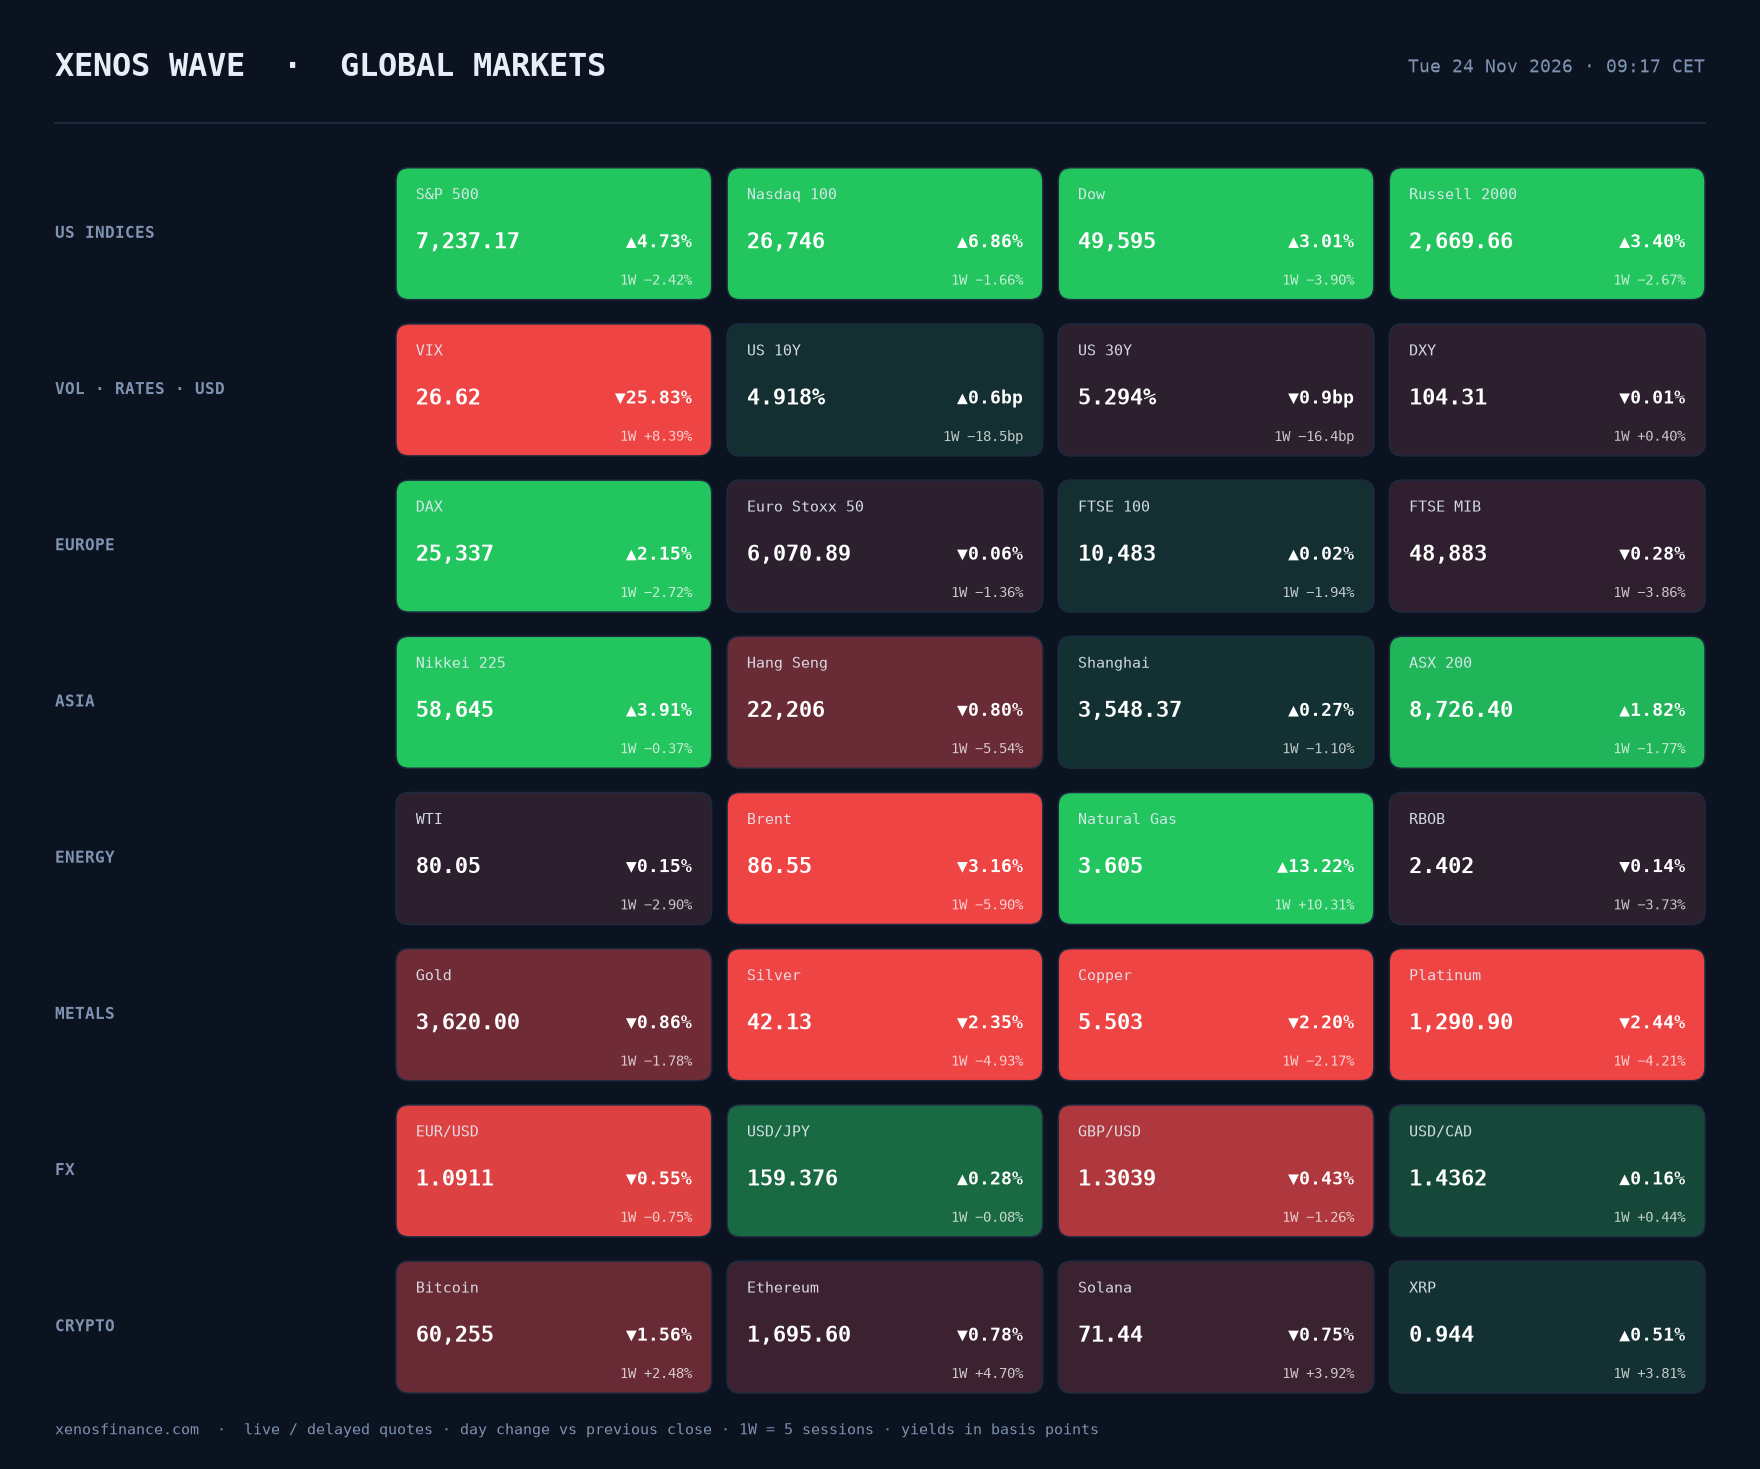 XENOS WAVE · GLOBAL MARKETS
Tue 24 Nov 2026 · 09:17 CET
US INDICES
S&P 500
7,237.17 ▲4.73%
1W −2.42%
Nasdaq 100
26,746 ▲6.86%
1W −1.66%
Dow
49,595 ▲3.01%
1W −3.90%
Russell 2000
2,669.66 ▲3.40%
1W −2.67%
VOL · RATES · USD
VIX
26.62 ▼25.83%
1W +8.39%
US 10Y
4.918% ▲0.6bp
1W −18.5bp
US 30Y
5.294% ▼0.9bp
1W −16.4bp
DXY
104.31 ▼0.01%
1W +0.40%
EUROPE
DAX
25,337 ▲2.15%
1W −2.72%
Euro Stoxx 50
6,070.89 ▼0.06%
1W −1.36%
FTSE 100
10,483 ▲0.02%
1W −1.94%
FTSE MIB
48,883 ▼0.28%
1W −3.86%
ASIA
Nikkei 225
58,645 ▲3.91%
1W −0.37%
Hang Seng
22,206 ▼0.80%
1W −5.54%
Shanghai
3,548.37 ▲0.27%
1W −1.10%
ASX 200
8,726.40 ▲1.82%
1W −1.77%
ENERGY
WTI
80.05 ▼0.15%
1W −2.90%
Brent
86.55 ▼3.16%
1W −5.90%
Natural Gas
3.605 ▲13.22%
1W +10.31%
RBOB
2.402 ▼0.14%
1W −3.73%
METALS
Gold
3,620.00 ▼0.86%
1W −1.78%
Silver
42.13 ▼2.35%
1W −4.93%
Copper
5.503 ▼2.20%
1W −2.17%
Platinum
1,290.90 ▼2.44%
1W −4.21%
FX
EUR/USD
1.0911 ▼0.55%
1W −0.75%
USD/JPY
159.376 ▲0.28%
1W −0.08%
GBP/USD
1.3039 ▼0.43%
1W −1.26%
USD/CAD
1.4362 ▲0.16%
1W +0.44%
CRYPTO
Bitcoin
60,255 ▼1.56%
1W +2.48%
Ethereum
1,695.60 ▼0.78%
1W +4.70%
Solana
71.44 ▼0.75%
1W +3.92%
XRP
0.944 ▲0.51%
1W +3.81%
xenosfinance.com · live / delayed quotes · day change vs previous close · 1W = 5 sessions · yields in basis points